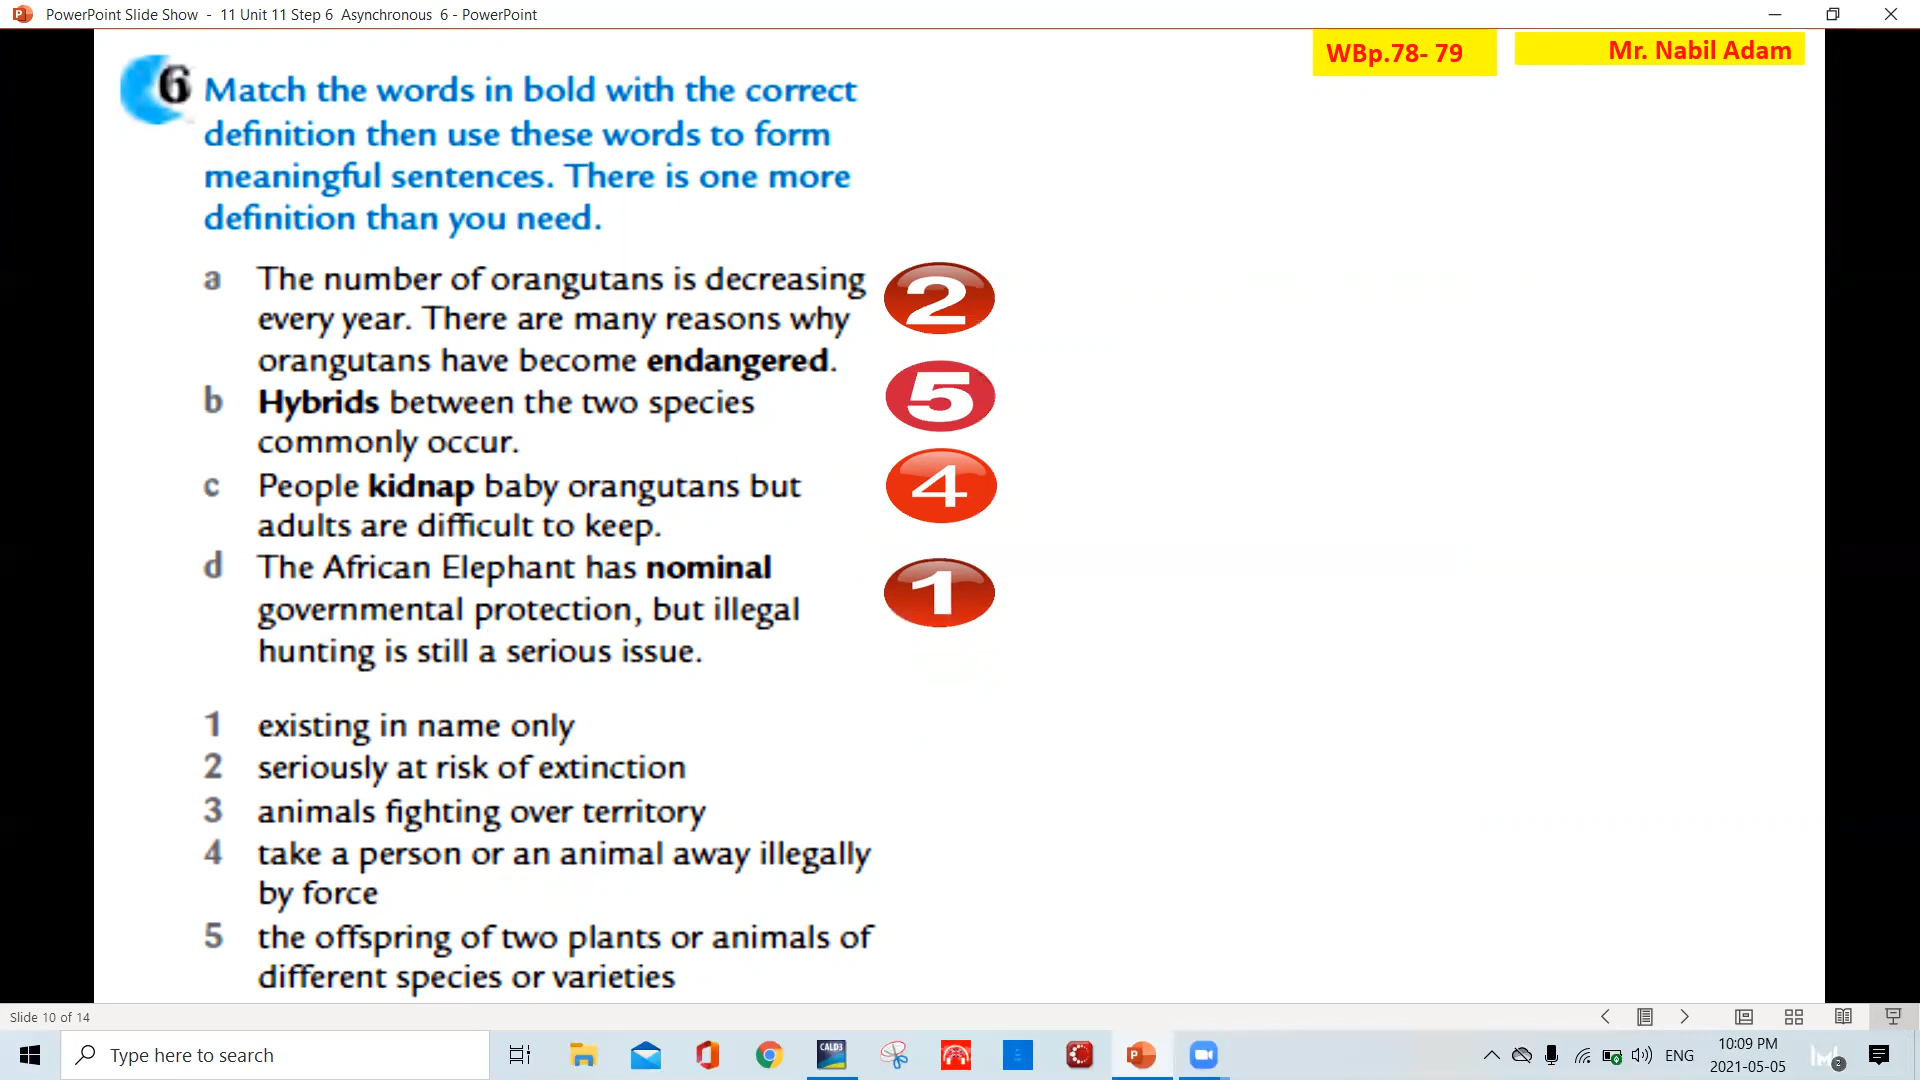 PowerPoint Slide Show - 11 Unit 11 Step 6 Asynchronous 6 - PowerPoint
WBp.78- 79
Mr. Nabil Adam
6
Match the words in bold with the correct
definition then use these words to form
meaningful sentences. There is one more
definition than you need.
a The number of orangutans is decreasing
every year. There are many reasons why
orangutans have become endangered.
2
b Hybrids between the two species
commonly occur.
5
c People kidnap baby orangutans but
adults are difficult to keep.
4
d The African Elephant has nominal
governmental protection, but illegal
hunting is still a serious issue.
1
1 existing in name only
2 seriously at risk of extinction
3 animals fighting over territory
4 take a person or an animal away illegally
by force
5 the offspring of two plants or animals of
different species or varieties
Slide 10 of 14
Type here to search
CALD3
ENG
10:09 PM
2021-05-05
2